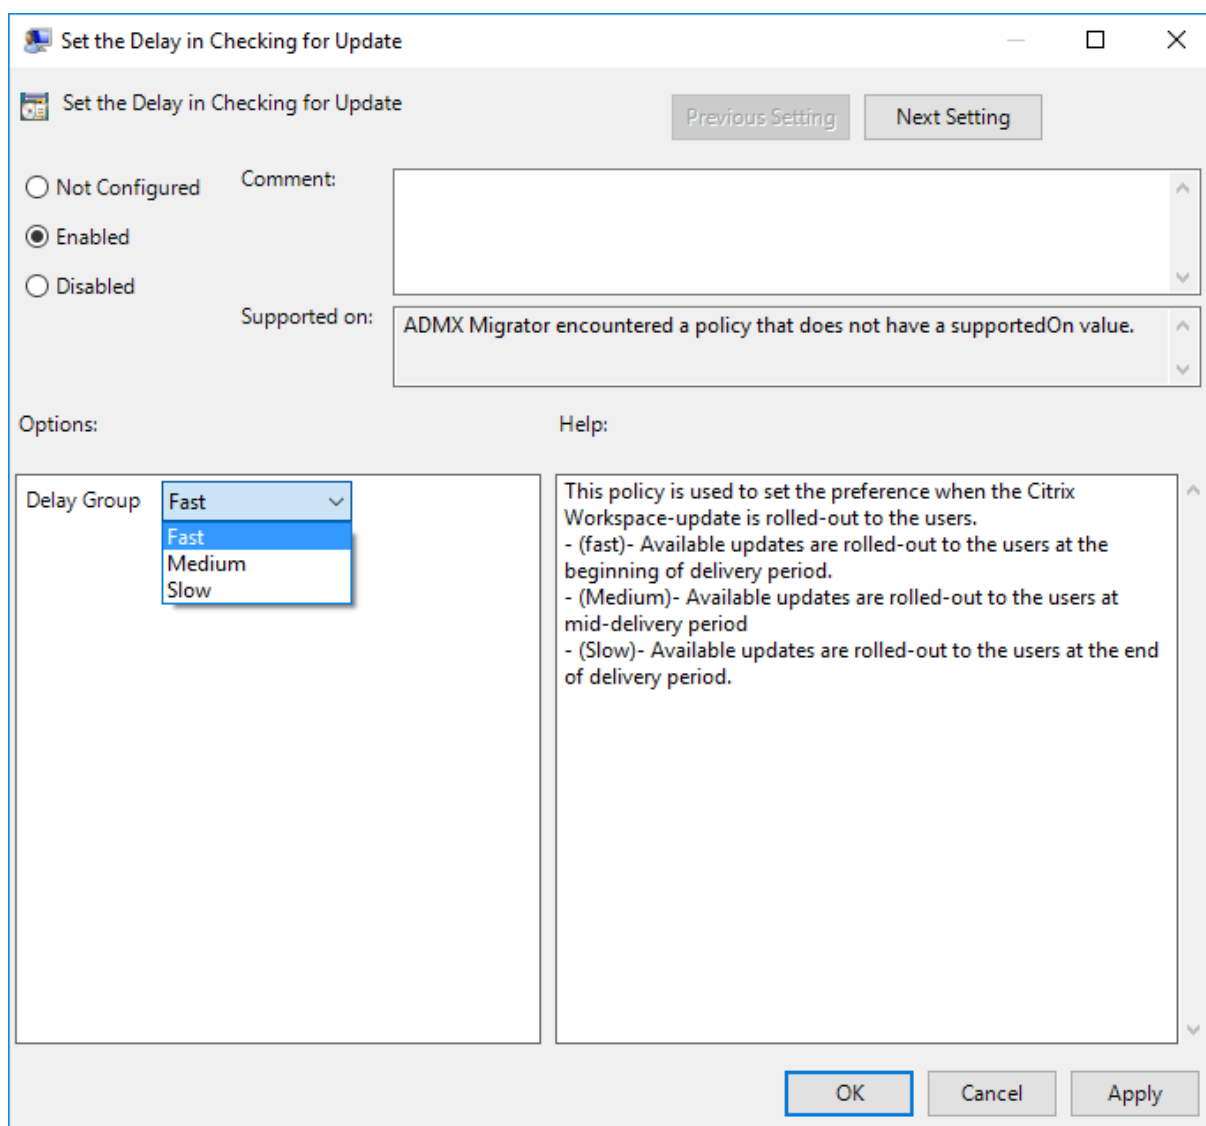 Set the Delay in Checking for Update
Set the Delay in Checking for Update
Previous Setting
Next Setting
Not Configured
Enabled
Disabled
Comment:
Supported on:
ADMX Migrator encountered a policy that does not have a supportedOn value.
Options:
Help:
Delay Group
Fast
Fast
Medium
Slow
This policy is used to set the preference when the Citrix
Workspace-update is rolled-out to the users.
- (fast)- Available updates are rolled-out to the users at the
beginning of delivery period.
- (Medium)- Available updates are rolled-out to the users at
mid-delivery period
- (Slow)- Available updates are rolled-out to the users at the end
of delivery period.
OK
Cancel
Apply